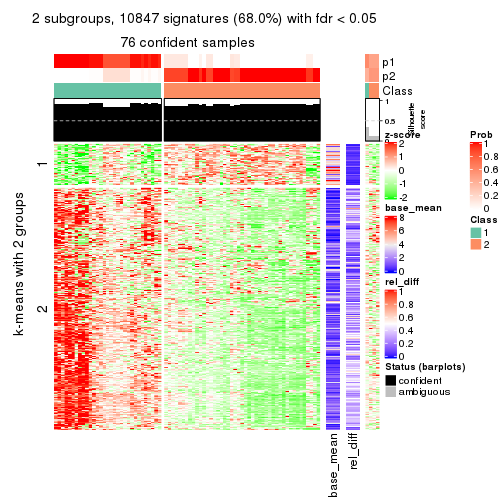 2 subgroups, 10847 signatures (68.0%) with fdr < 0.05
76 confident samples
p1
p2
Class
1
0.5
0
Silhouette
score
k-means with 2 groups
1
2
base_mean
rel_diff
z-score
2
1
0
-1
-2
base_mean
8
6
4
2
0
rel_diff
1
0.8
0.6
0.4
0.2
0
Status (barplots)
confident
ambiguous
Prob
1
0.8
0.6
0.4
0.2
0
Class
1
2